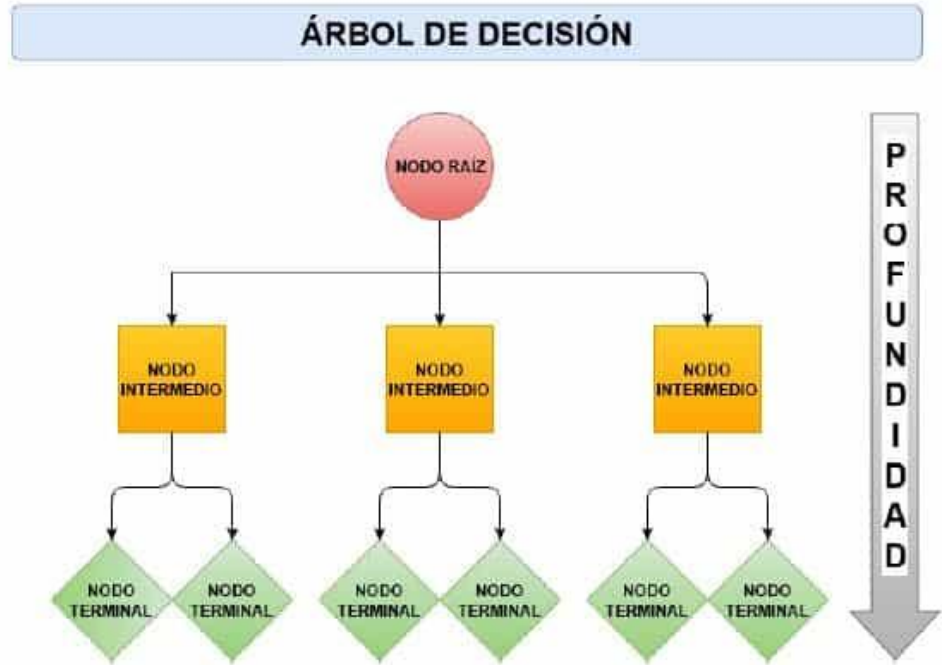 ÁRBOL DE DECISIÓN
NODO RAÍZ
NODO
INTERMEDIO
NODO
INTERMEDIO
NODO
INTERMEDIO
NODO
TERMINAL
NODO
TERMINAL
NODO
TERMINAL
NODO
TERMINAL
NODO
TERMINAL
NODO
TERMINAL
PROFUNDIDAD